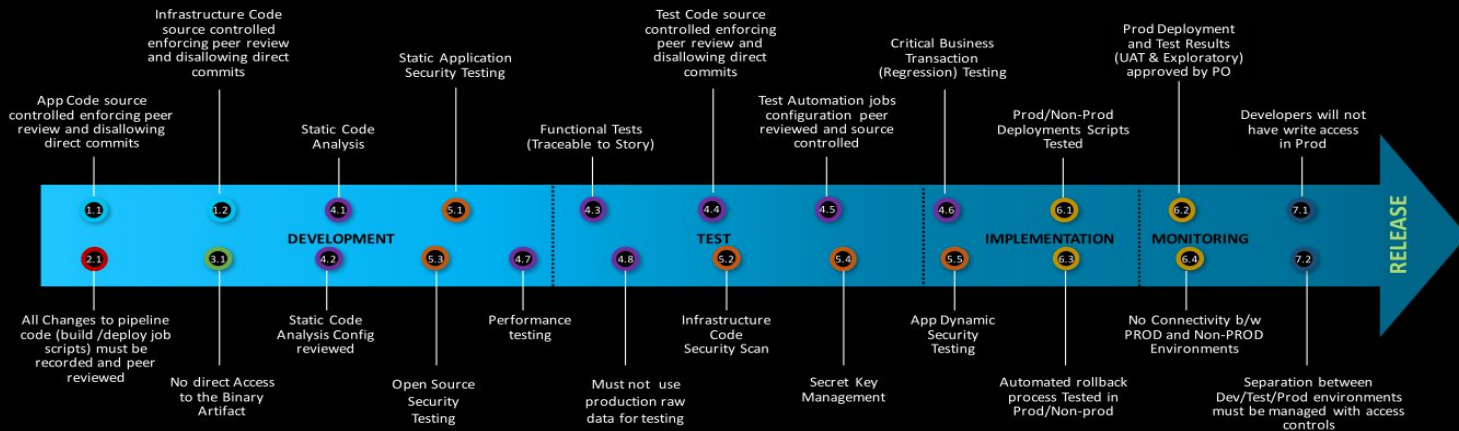 Infrastructure Code
source controlled
enforcing peer review
and disallowing direct
commits
Test Code source
controlled enforcing
peer review and
disallowing direct
commits
Prod Deployment
and Test Results
(UAT & Exploratory)
approved by PO
Static Application
Security Testing
Critical Business
Transaction
(Regression) Testing
App Code source
controlled enforcing peer
review and disallowing
direct commits
Static Code
Analysis
Functional Tests
(Traceable to Story)
Test Automation jobs
configuration peer
reviewed and source
controlled
Prod/Non-Prod
Deployments Scripts
Tested
Developers will not
have write access
in Prod
1.1 1.2 4.1 5.1 4.3 4.4 4.5 4.6 6.1 6.2 7.1
DEVELOPMENT TEST IMPLEMENTATION MONITORING
RELEASE
2.1 3.1 4.2 5.3 4.7 4.8 5.2 5.4 5.5 6.3 6.4 7.2
All Changes to pipeline
code (build /deploy job
scripts) must be
recorded and peer
reviewed
Static Code
Analysis Config
reviewed
Performance
testing
Infrastructure
Code
Security Scan
App Dynamic
Security
Testing
No Connectivity b/w
PROD and Non-PROD
Environments
No direct Access
to the Binary
Artifact
Open Source
Security
Testing
Must not use
production raw
data for testing
Secret Key
Management
Automated rollback
process Tested in
Prod/Non-prod
Separation between
Dev/Test/Prod environments
must be managed with access
controls